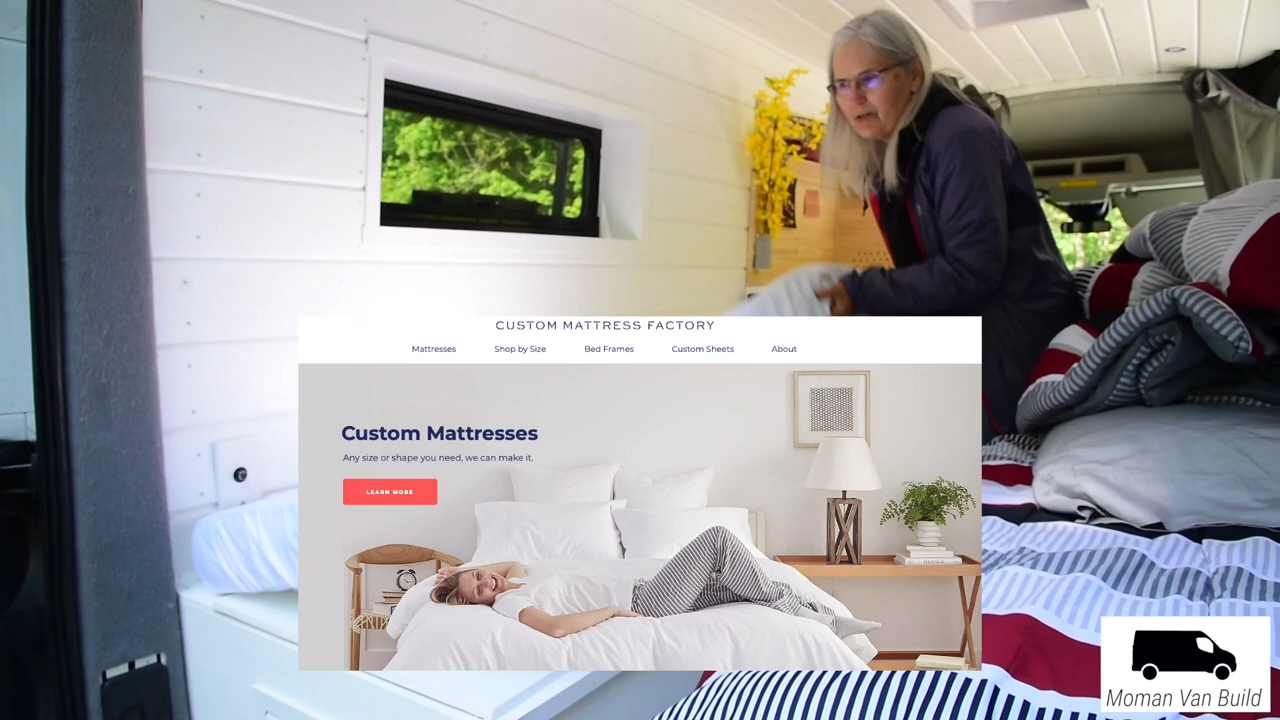 CUSTOM MATTRESS FACTORY
Mattresses Shop by Size Bed Frames Custom Sheets About
Custom Mattresses
Any size or shape you need, we can make it.
LEARN MORE
Moman Van Build